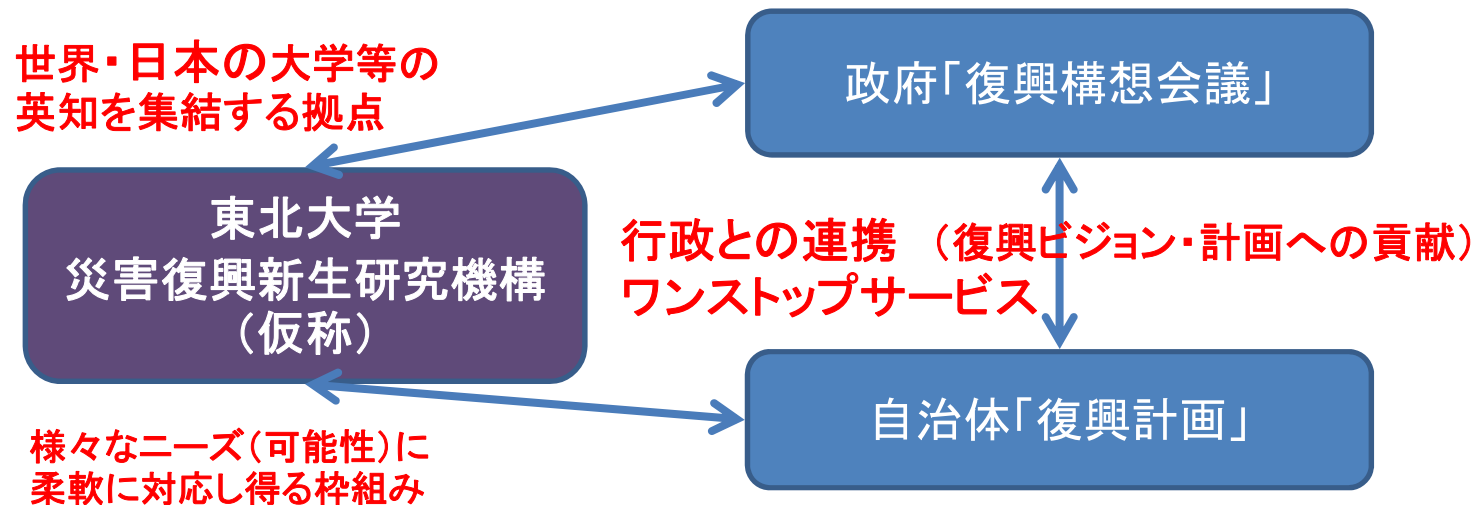 世界・日本の大学等の
英知を集結する拠点
政府「復興構想会議」
東北大学
災害復興新生研究機構
（仮称）
行政との連携　（復興ビジョン・計画への貢献）
ワンストップサービス
自治体「復興計画」
様々なニーズ（可能性）に
柔軟に対応し得る枠組み